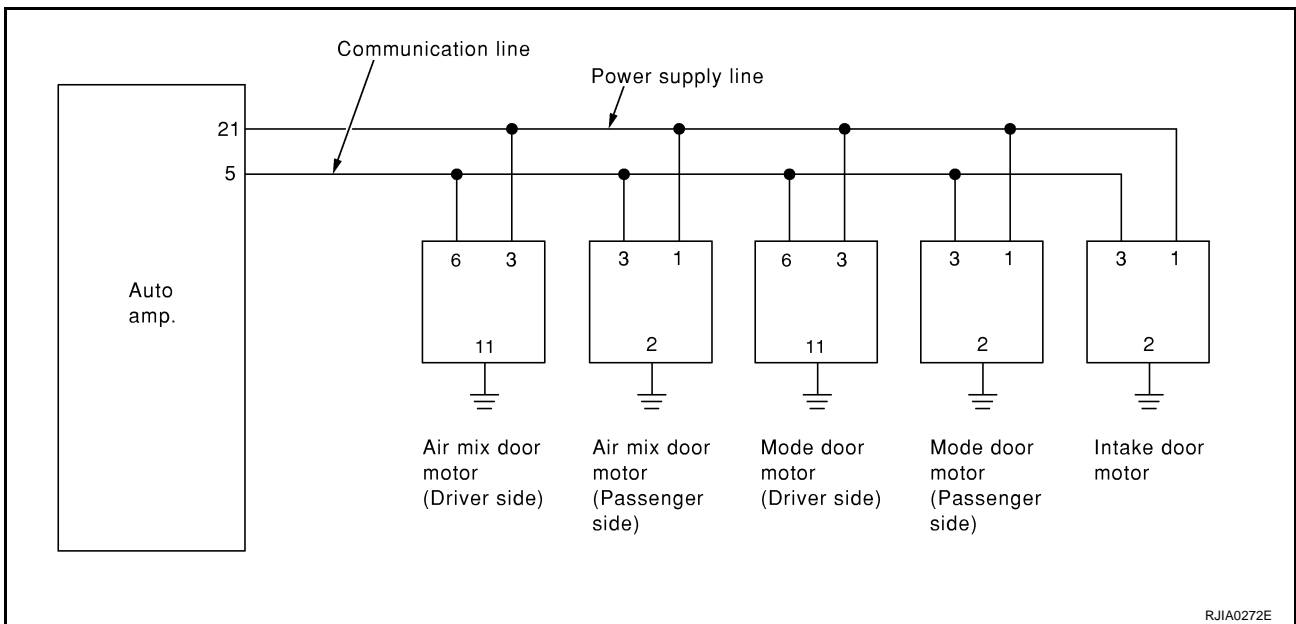 Communication line
Power supply line
21
5
Auto
amp.
6 3
11
3 1
2
6 3
11
3 1
2
3 1
2
Air mix door
motor
(Driver side)
Air mix door
motor
(Passenger
side)
Mode door
motor
(Driver side)
Mode door
motor
(Passenger
side)
Intake door
motor
RJIA0272E